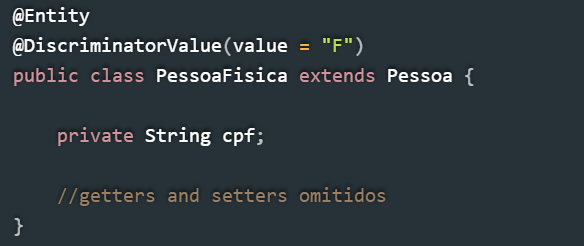 @Entity
@DiscriminatorValue(value = "F")
public class PessoaFisica extends Pessoa {
private String cpf;
//getters and setters omitidos
}